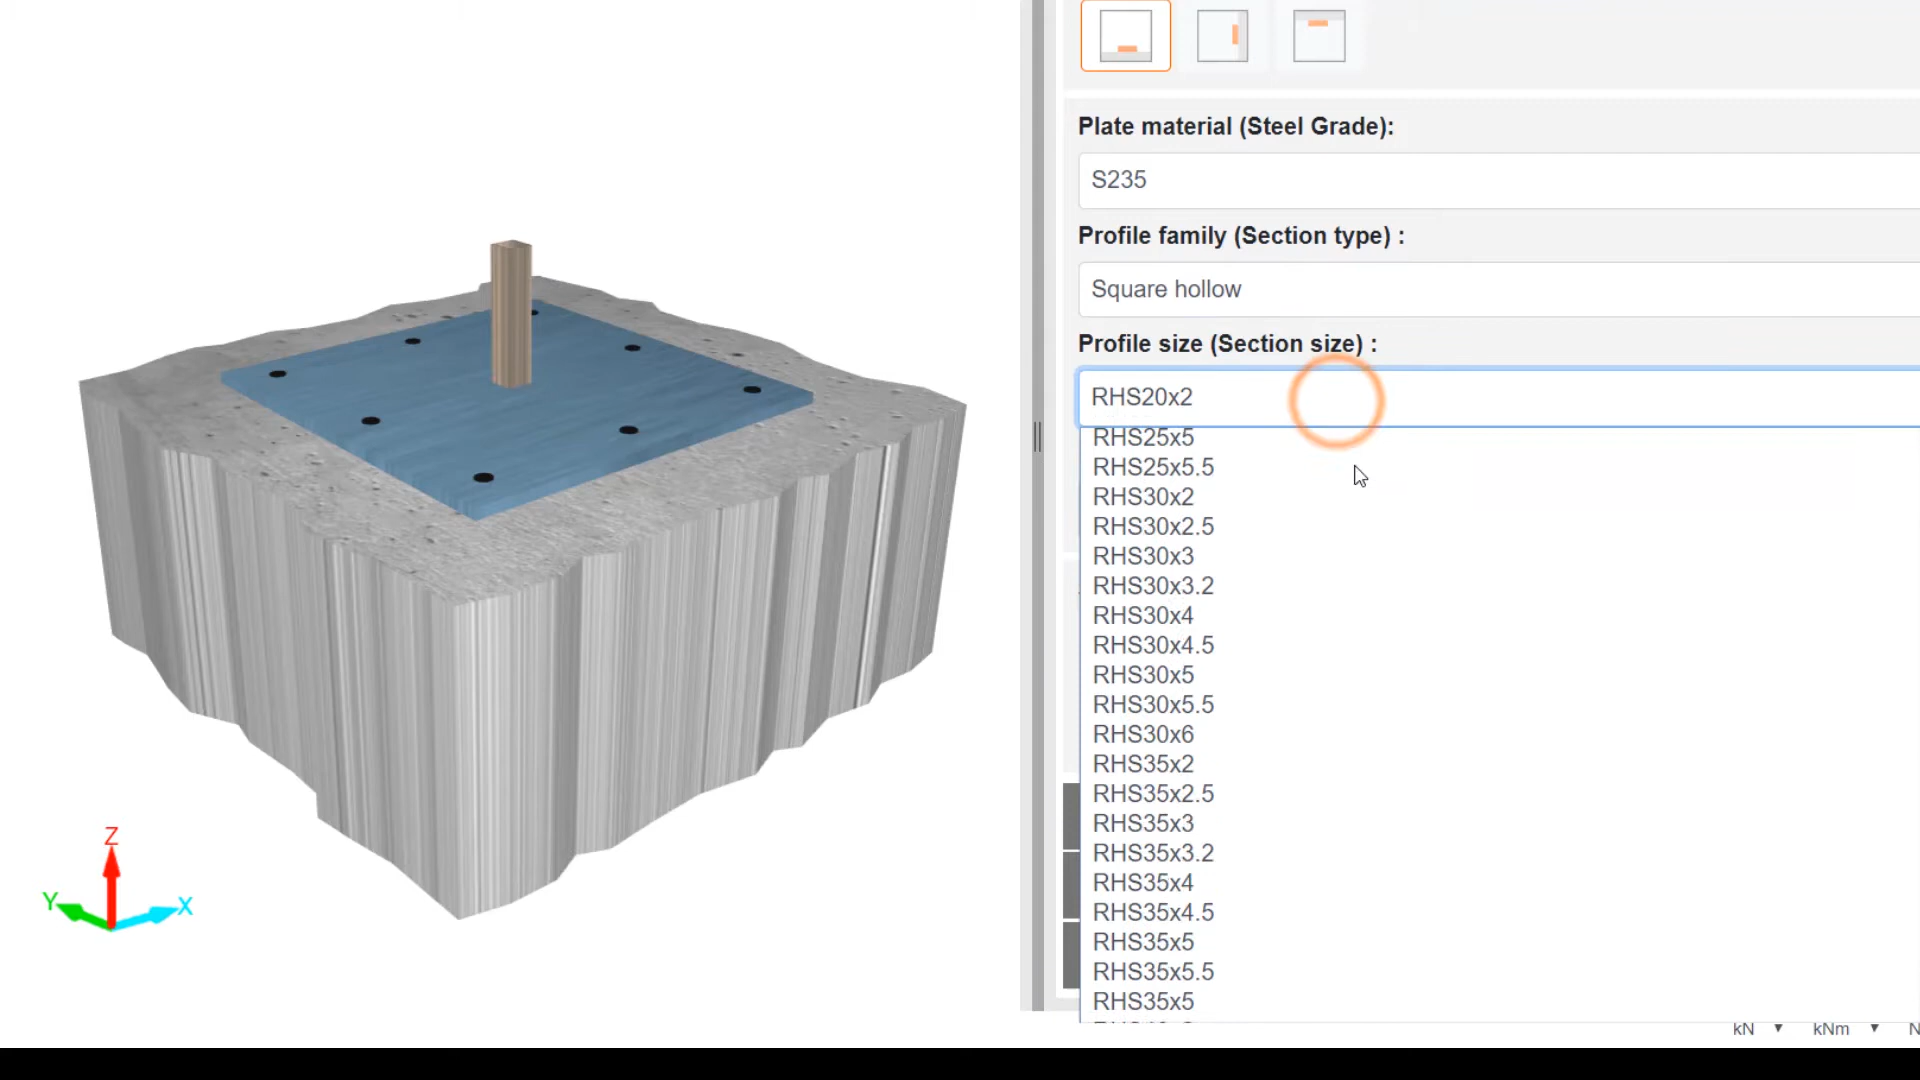 Plate material (Steel Grade):
S235
Profile family (Section type) :
Square hollow
Profile size (Section size) :
RHS20x2
RHS25x5
RHS25x5.5
RHS30x2
RHS30x2.5
RHS30x3
RHS30x3.2
RHS30x4
RHS30x4.5
RHS30x5
RHS30x5.5
RHS30x6
RHS35x2
RHS35x2.5
RHS35x3
RHS35x3.2
RHS35x4
RHS35x4.5
RHS35x5
RHS35x5.5
RHS35x5
Z
Y X
kN kNm